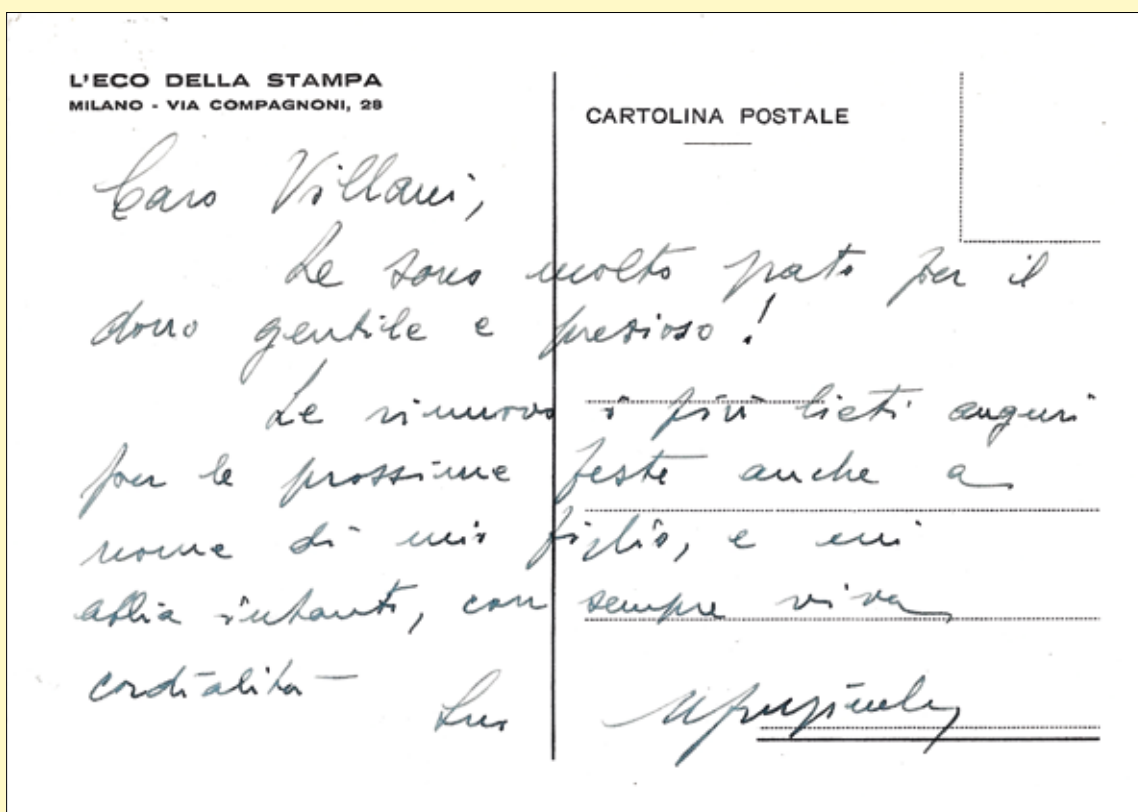 L'ECO DELLA STAMPA
MILANO - VIA COMPAGNONI, 28
CARTOLINA POSTALE
Caro Villani,
Le sono molto grato per il
dono gentile e prezioso!
Le rinnovo i più lieti auguri
per le prossime feste anche a
nome di mio figlio, e mi
abbia intanto, con sempre viva
cordialità
Suo